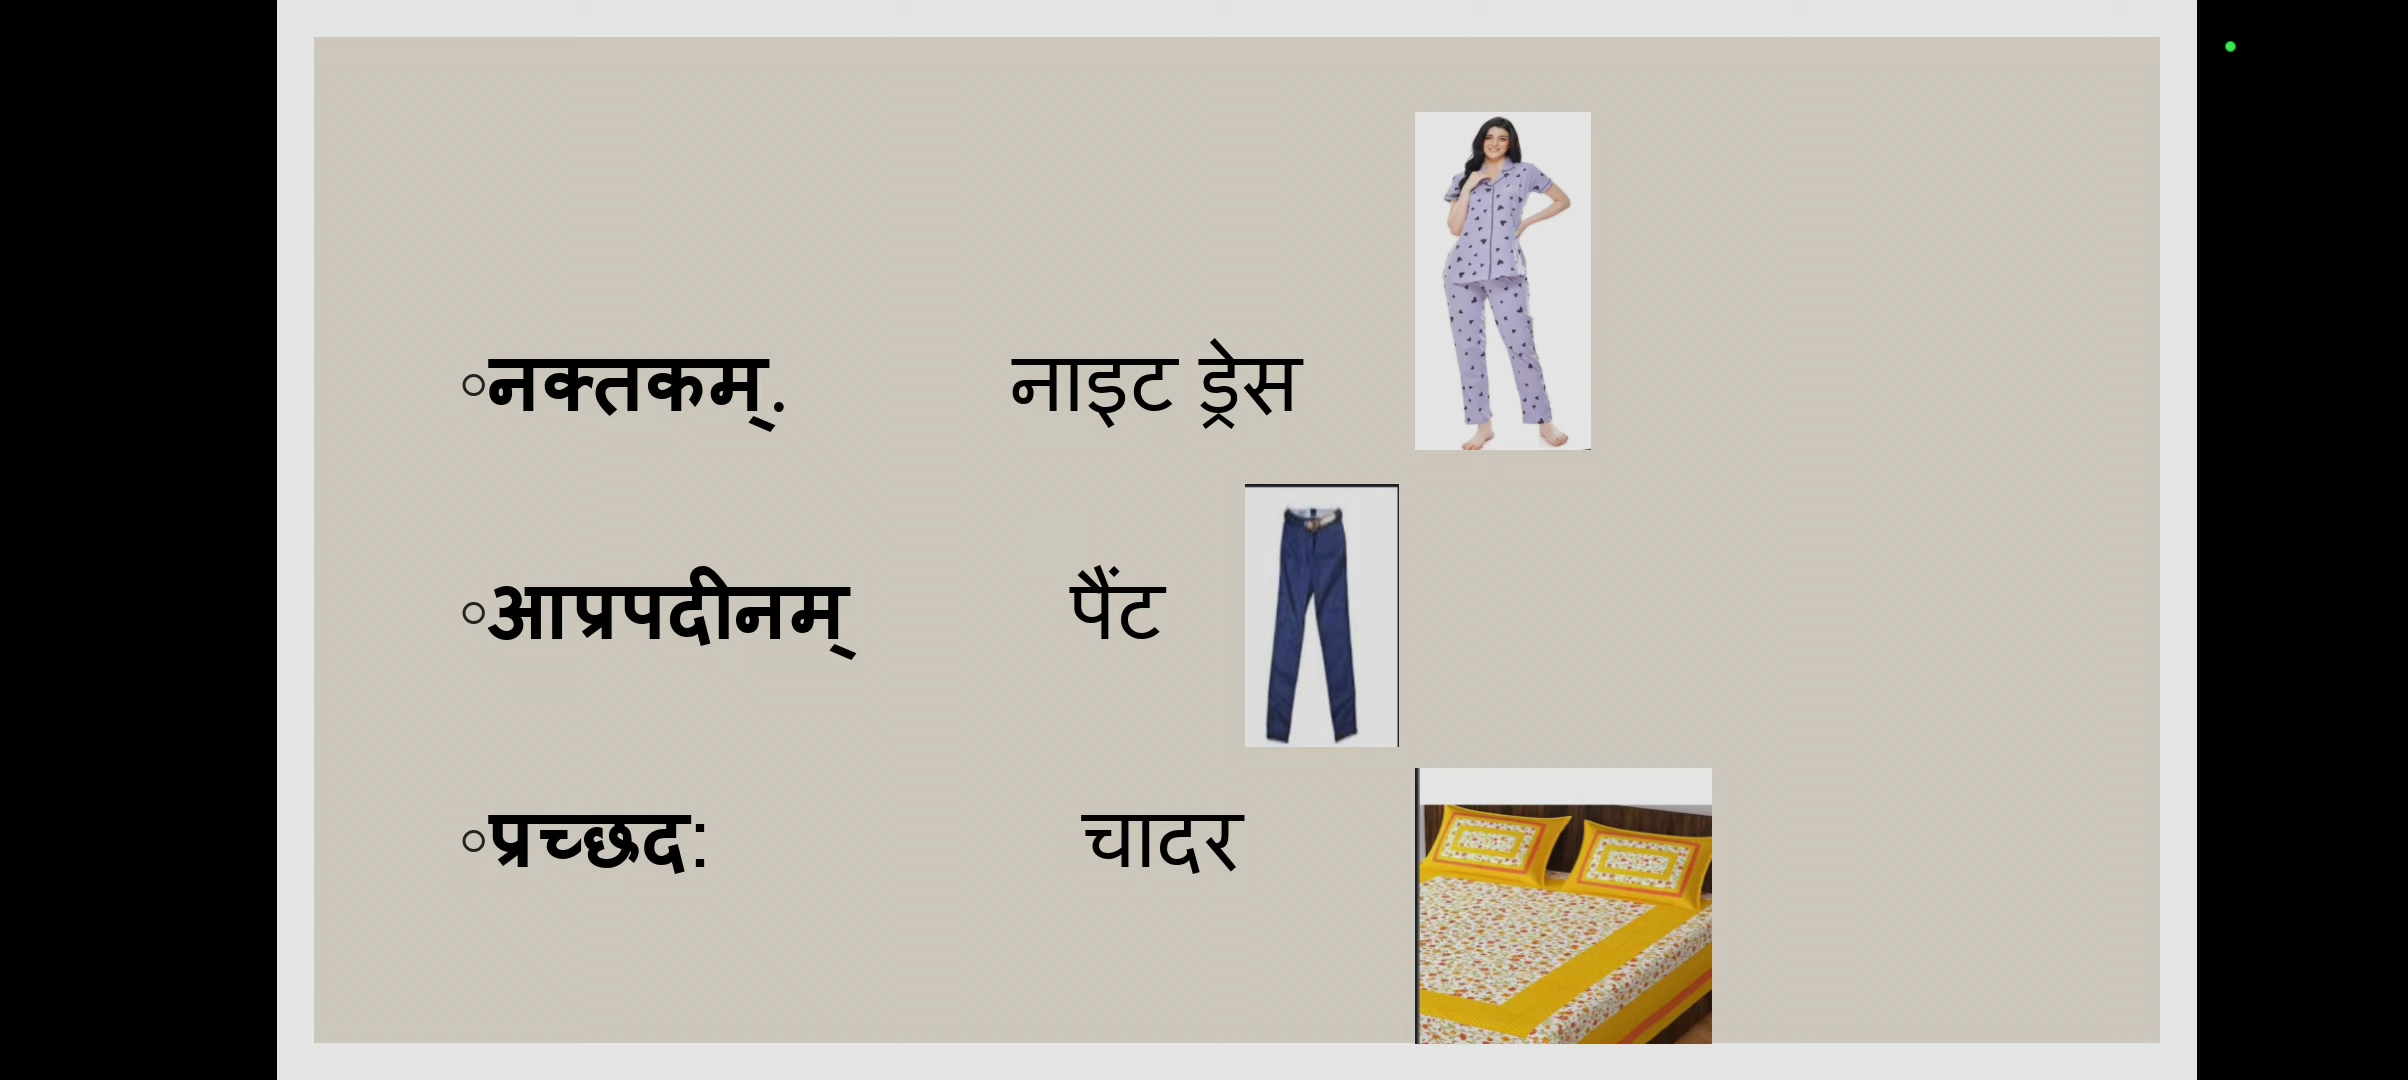 ◦नक्तकम्. नाइट ड्रेस
◦आप्रपदीनम् पैंट
◦प्रच्छद: चादर